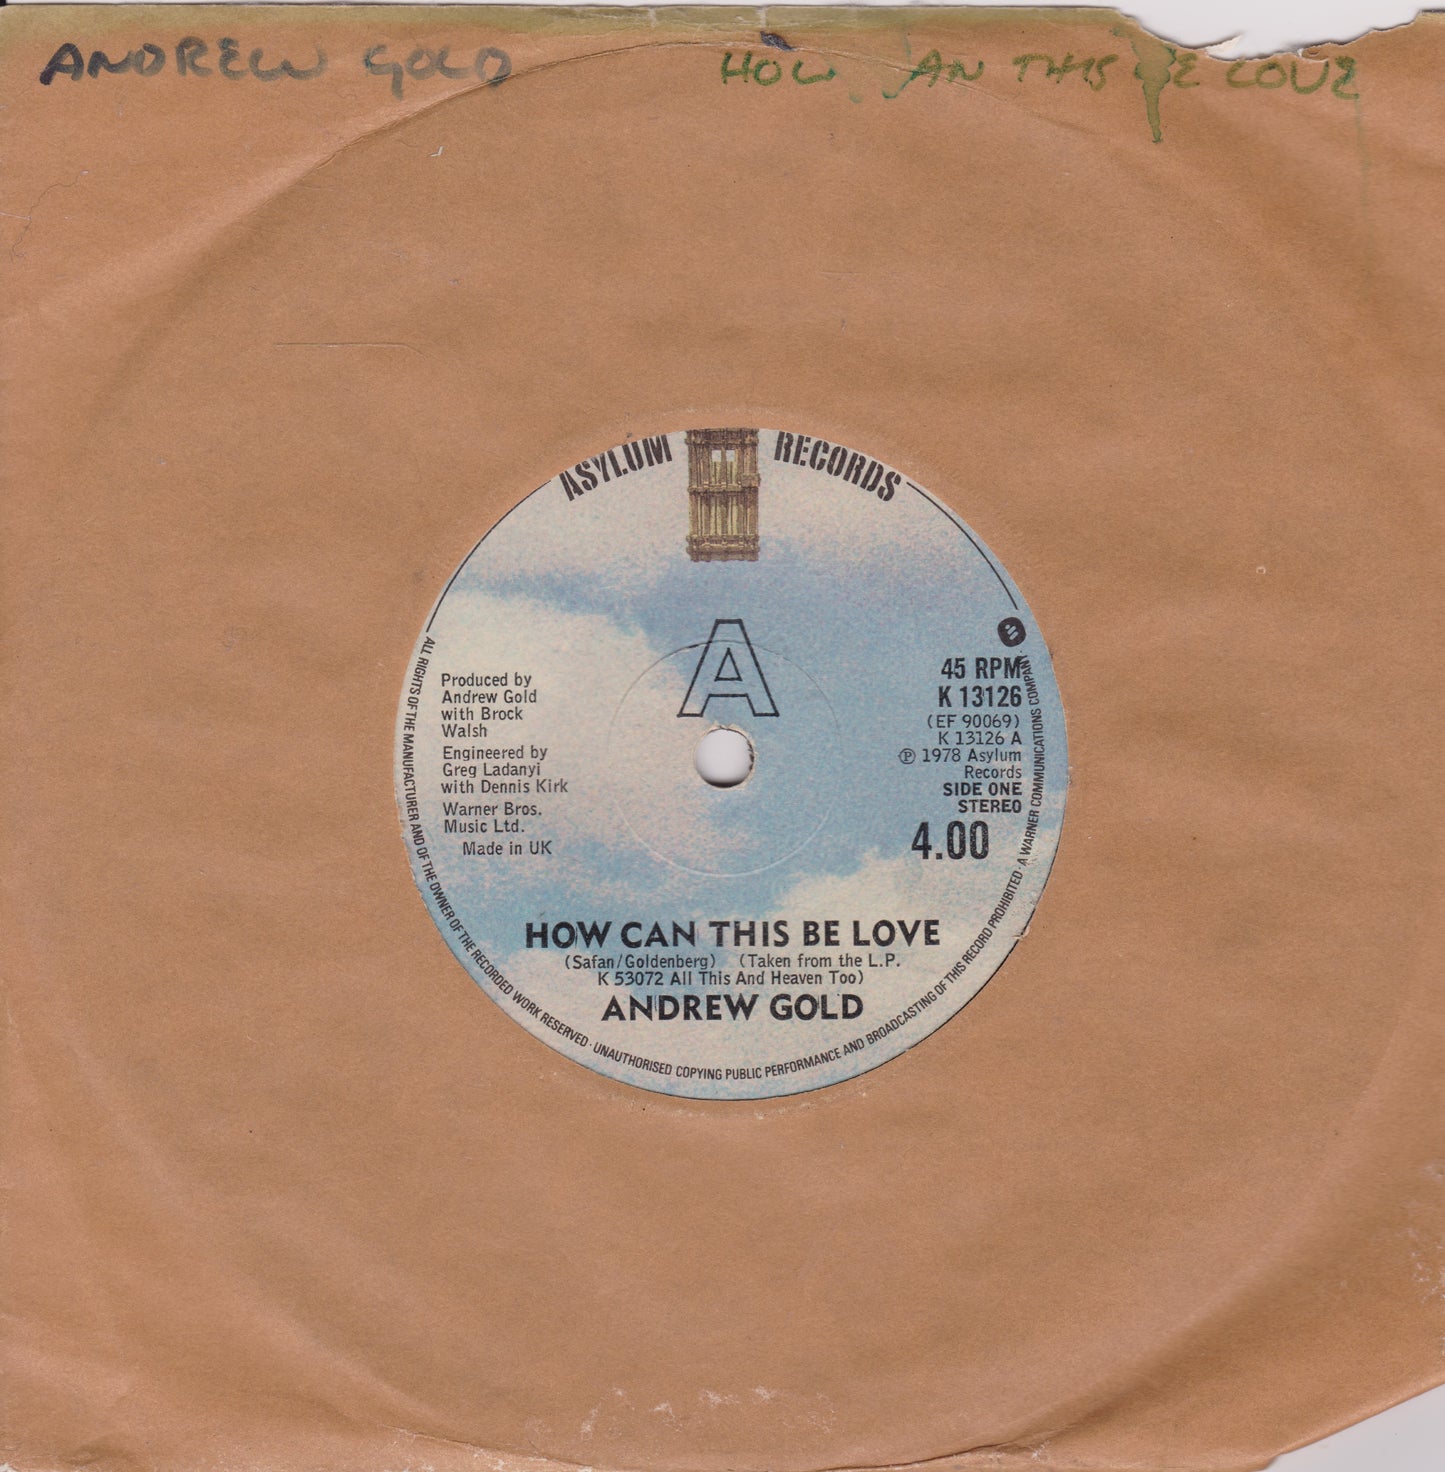 ANDREW GOLD
HOW AN THIS E LOVE
ASYLUM RECORDS
A
Produced by
Andrew Gold
with Brock
Walsh
Engineered by
Greg Ladanyi
with Dennis Kirk
Warner Bros.
Music Ltd.
Made in UK
45 RPM
K 13126
(EF 90069)
K 13126 A
℗ 1978 Asylum
Records
SIDE ONE
STEREO
4.00
HOW CAN THIS BE LOVE
(Safan/Goldenberg) (Taken from the L.P.
K 53072 All This And Heaven Too)
ANDREW GOLD
ALL RIGHTS OF THE MANUFACTURER AND OF THE OWNER OF THE RECORDED WORK RESERVED · UNAUTHORISED COPYING PUBLIC PERFORMANCE AND BROADCASTING OF THIS RECORD PROHIBITED · A WARNER COMMUNICATIONS COMPANY ·